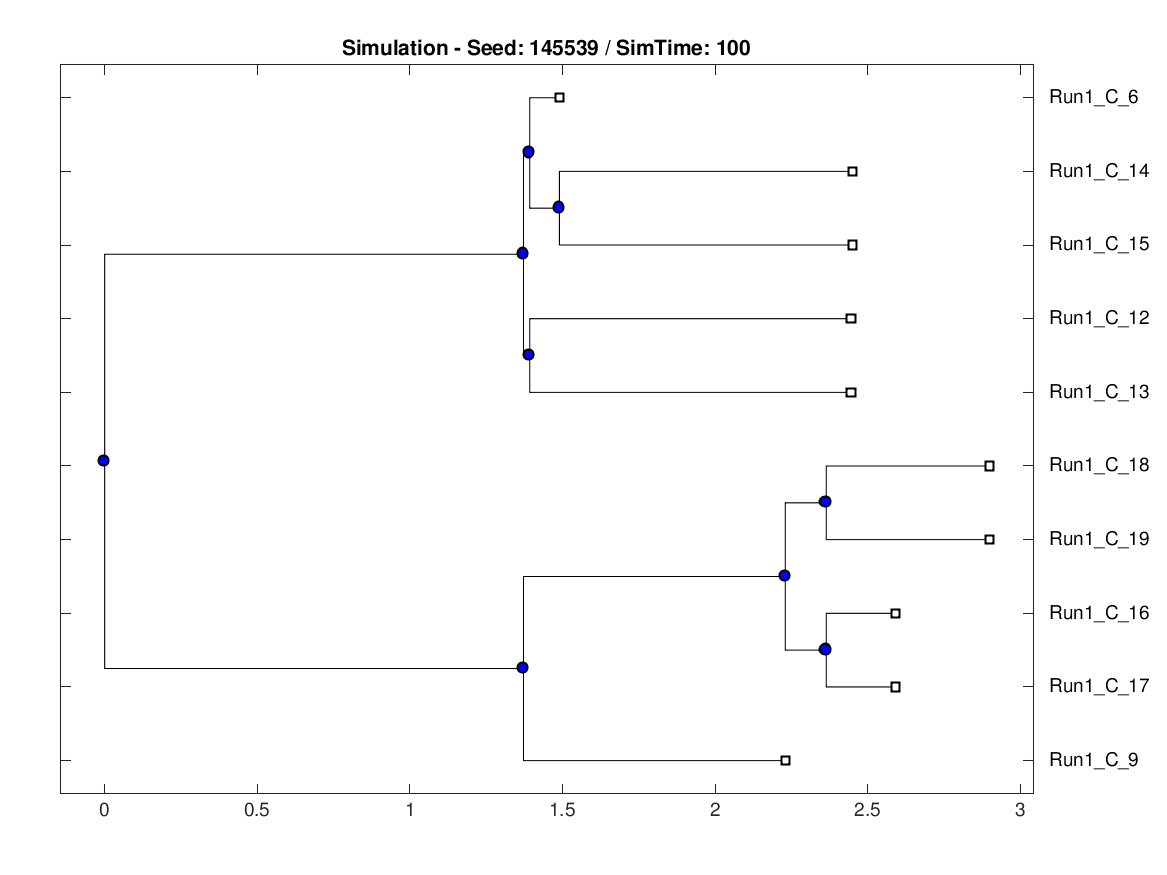 Simulation - Seed: 145539 / SimTime: 100
Run1_C_6
Run1_C_14
Run1_C_15
Run1_C_12
Run1_C_13
Run1_C_18
Run1_C_19
Run1_C_16
Run1_C_17
Run1_C_9
0 0.5 1 1.5 2 2.5 3